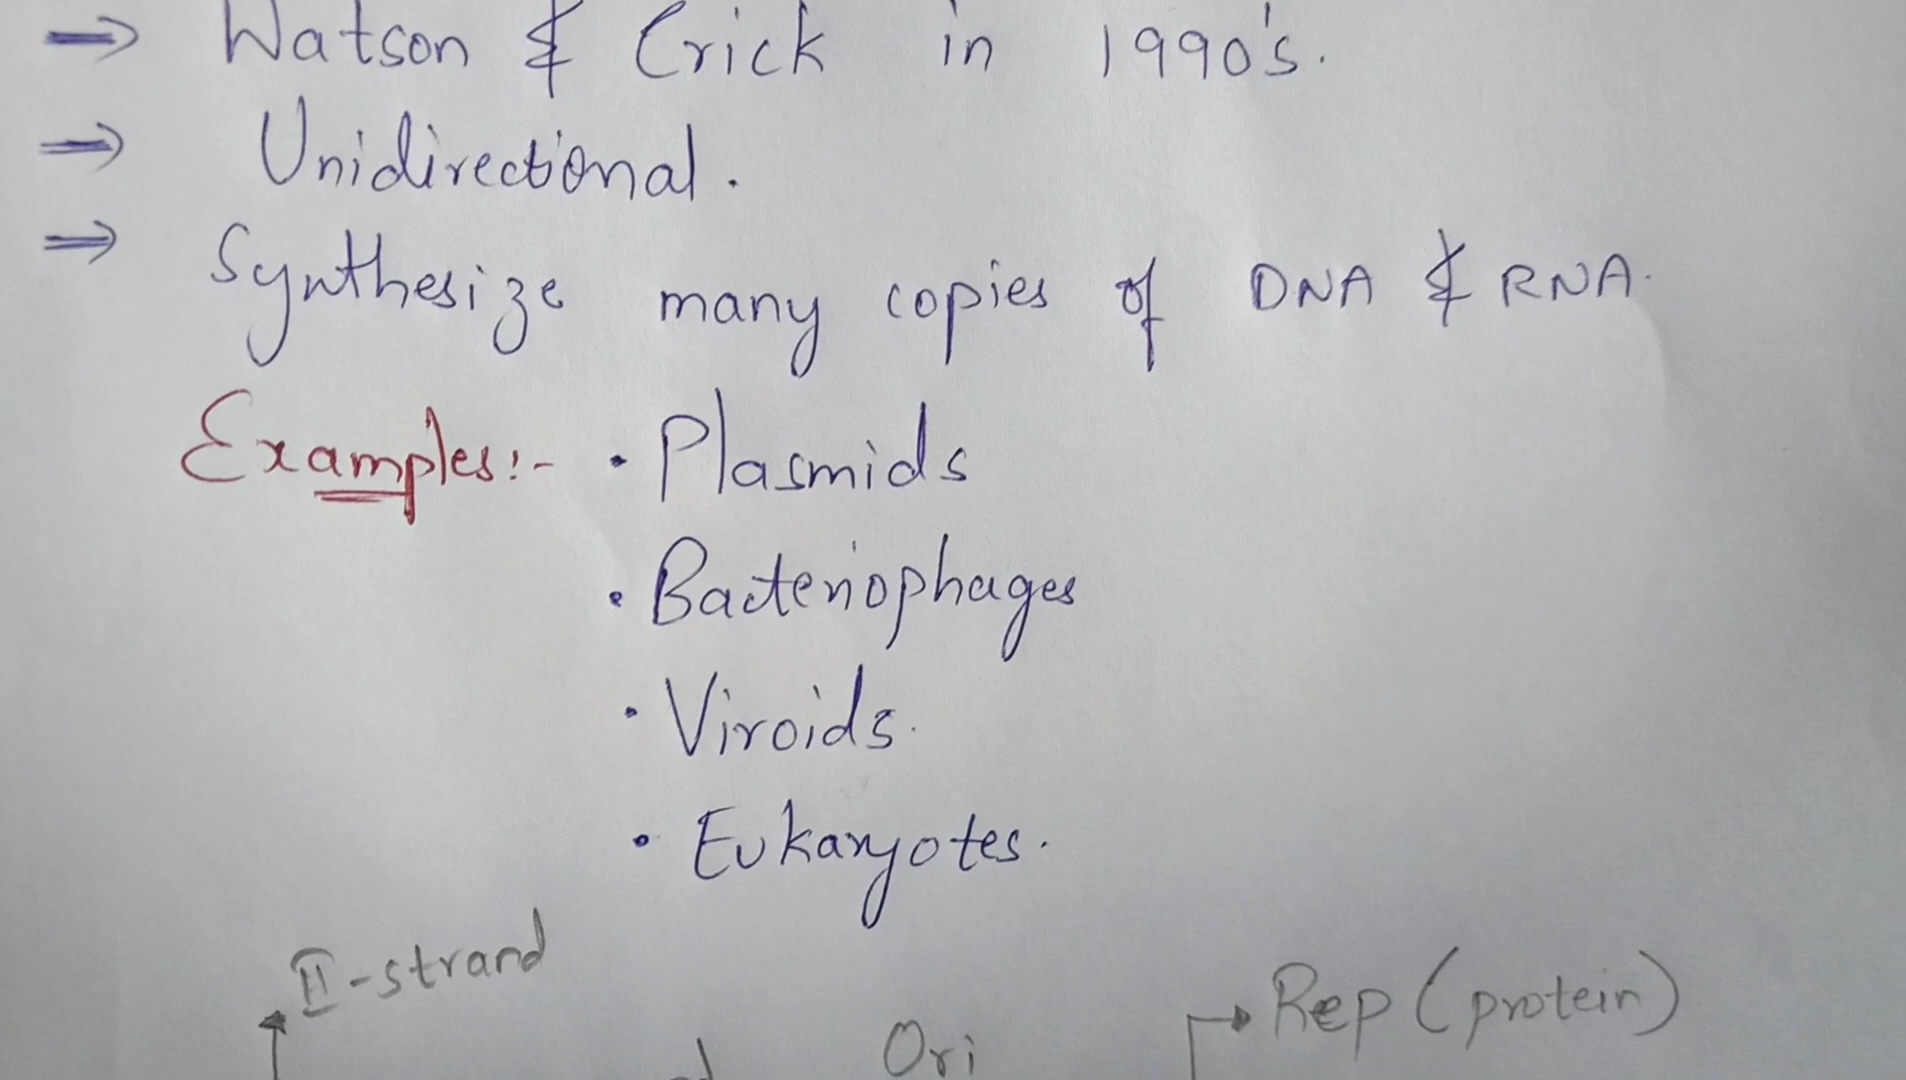 ⇒ Watson & Crick in 1990's.
⇒ Unidirectional.
⇒ Synthesize many copies of DNA & RNA.
Examples:- • Plasmids
• Bacteriophages
• Viroids.
• Eukaryotes.
II-strand
Rep (protein)
Ori